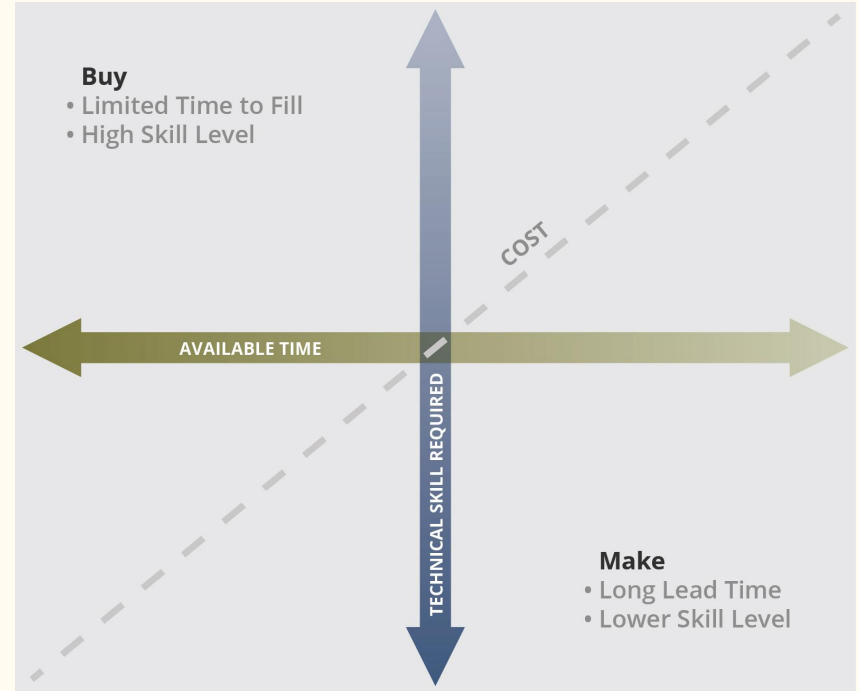 Buy
• Limited Time to Fill
• High Skill Level
COST
AVAILABLE TIME
TECHNICAL SKILL REQUIRED
Make
• Long Lead Time
• Lower Skill Level